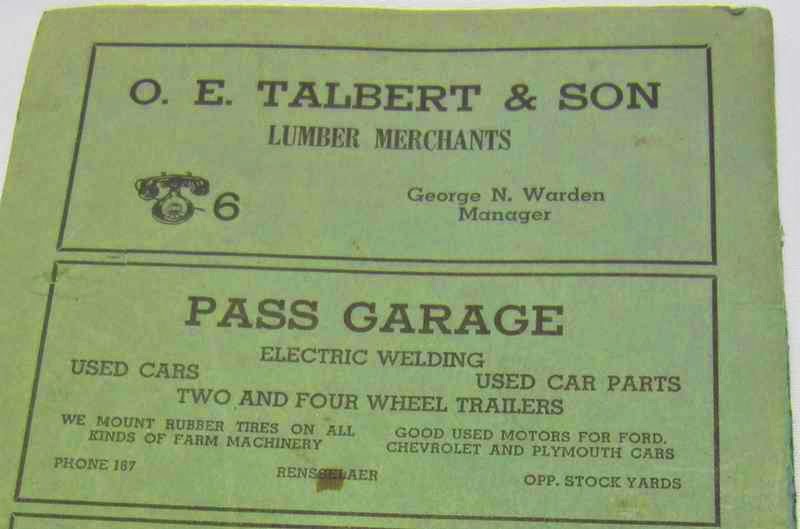 O. E. TALBERT & SON
LUMBER MERCHANTS
6
George N. Warden
Manager
PASS GARAGE
ELECTRIC WELDING
USED CARS
USED CAR PARTS
TWO AND FOUR WHEEL TRAILERS
WE MOUNT RUBBER TIRES ON ALL
KINDS OF FARM MACHINERY
GOOD USED MOTORS FOR FORD,
CHEVROLET AND PLYMOUTH CARS
PHONE 167
RENSSELAER
OPP. STOCK YARDS